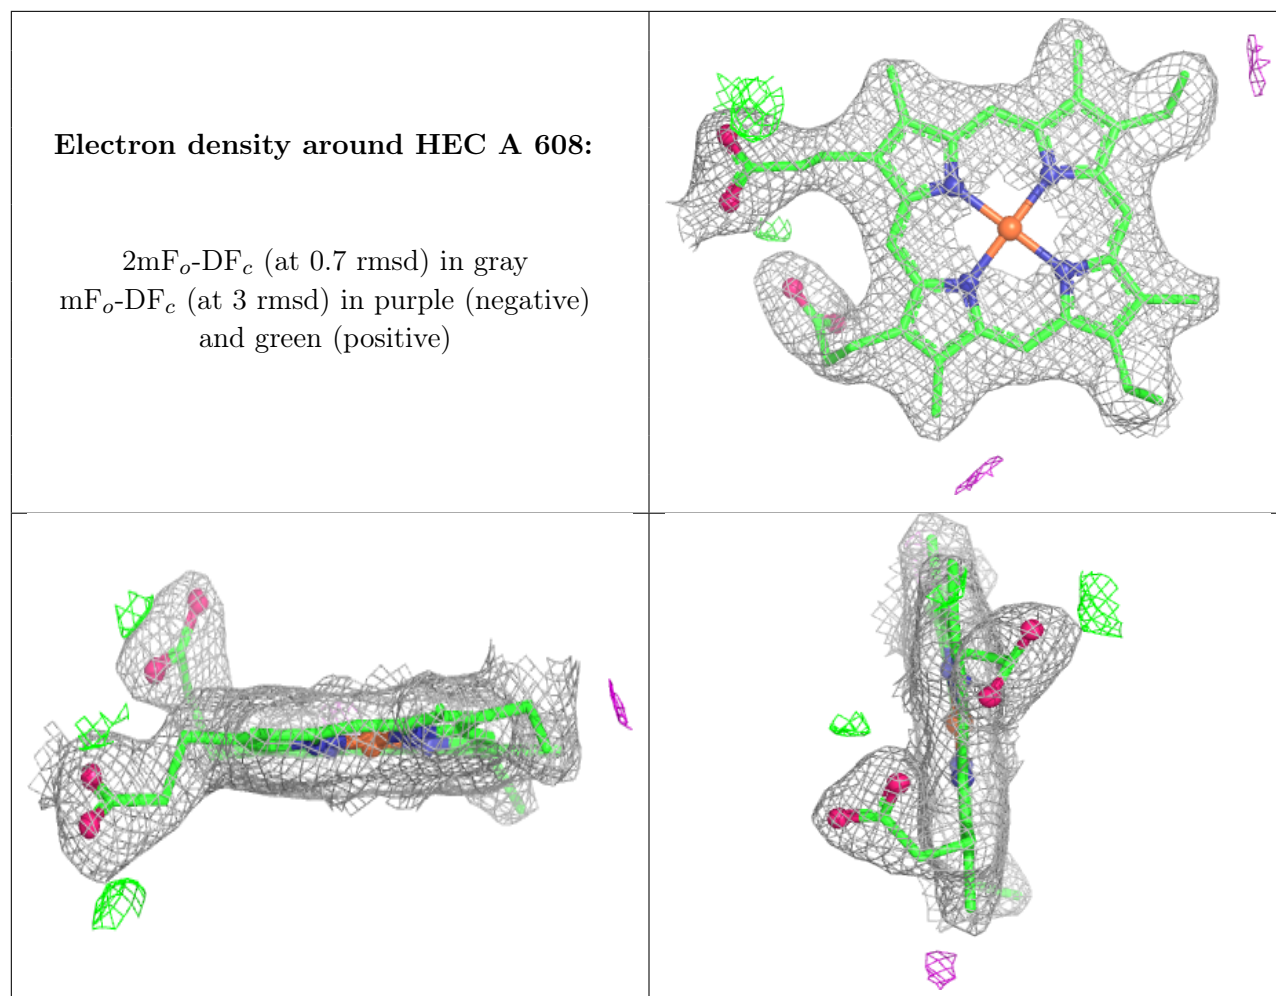 Electron density around HEC A 608:
2mFo-DFc (at 0.7 rmsd) in gray
mFo-DFc (at 3 rmsd) in purple (negative)
and green (positive)